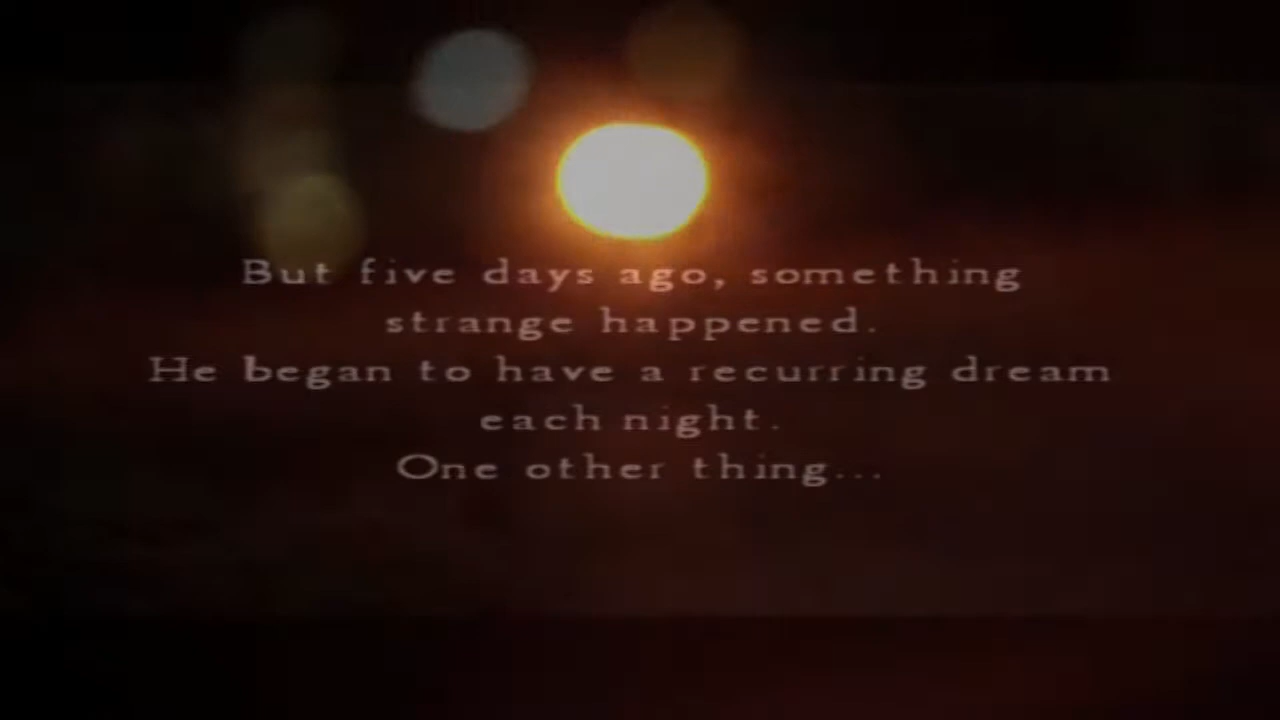 But five days ago, something
strange happened.
He began to have a recurring dream
each night.
One other thing...